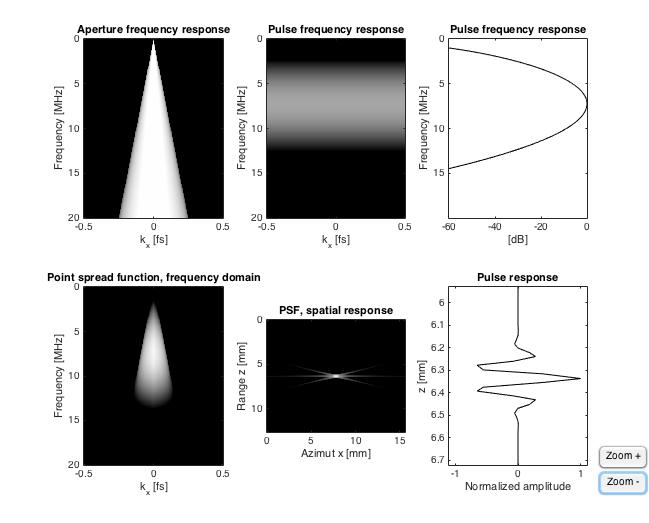 Aperture frequency response
Pulse frequency response
Pulse frequency response
0
5
10
15
20
Frequency [MHz]
-0.5
0
0.5
k_x [fs]
0
5
10
15
20
Frequency [MHz]
-0.5
0
0.5
k_x [fs]
0
5
10
15
Frequency [MHz]
-60
-40
-20
0
[dB]
Point spread function, frequency domain
PSF, spatial response
Pulse response
0
5
10
15
20
Frequency [MHz]
-0.5
0
0.5
k_x [fs]
0
5
10
Range z [mm]
0
5
10
15
Azimut x [mm]
6
6.1
6.2
6.3
6.4
6.5
6.6
6.7
z [mm]
-1
0
1
Normalized amplitude
Zoom +
Zoom -